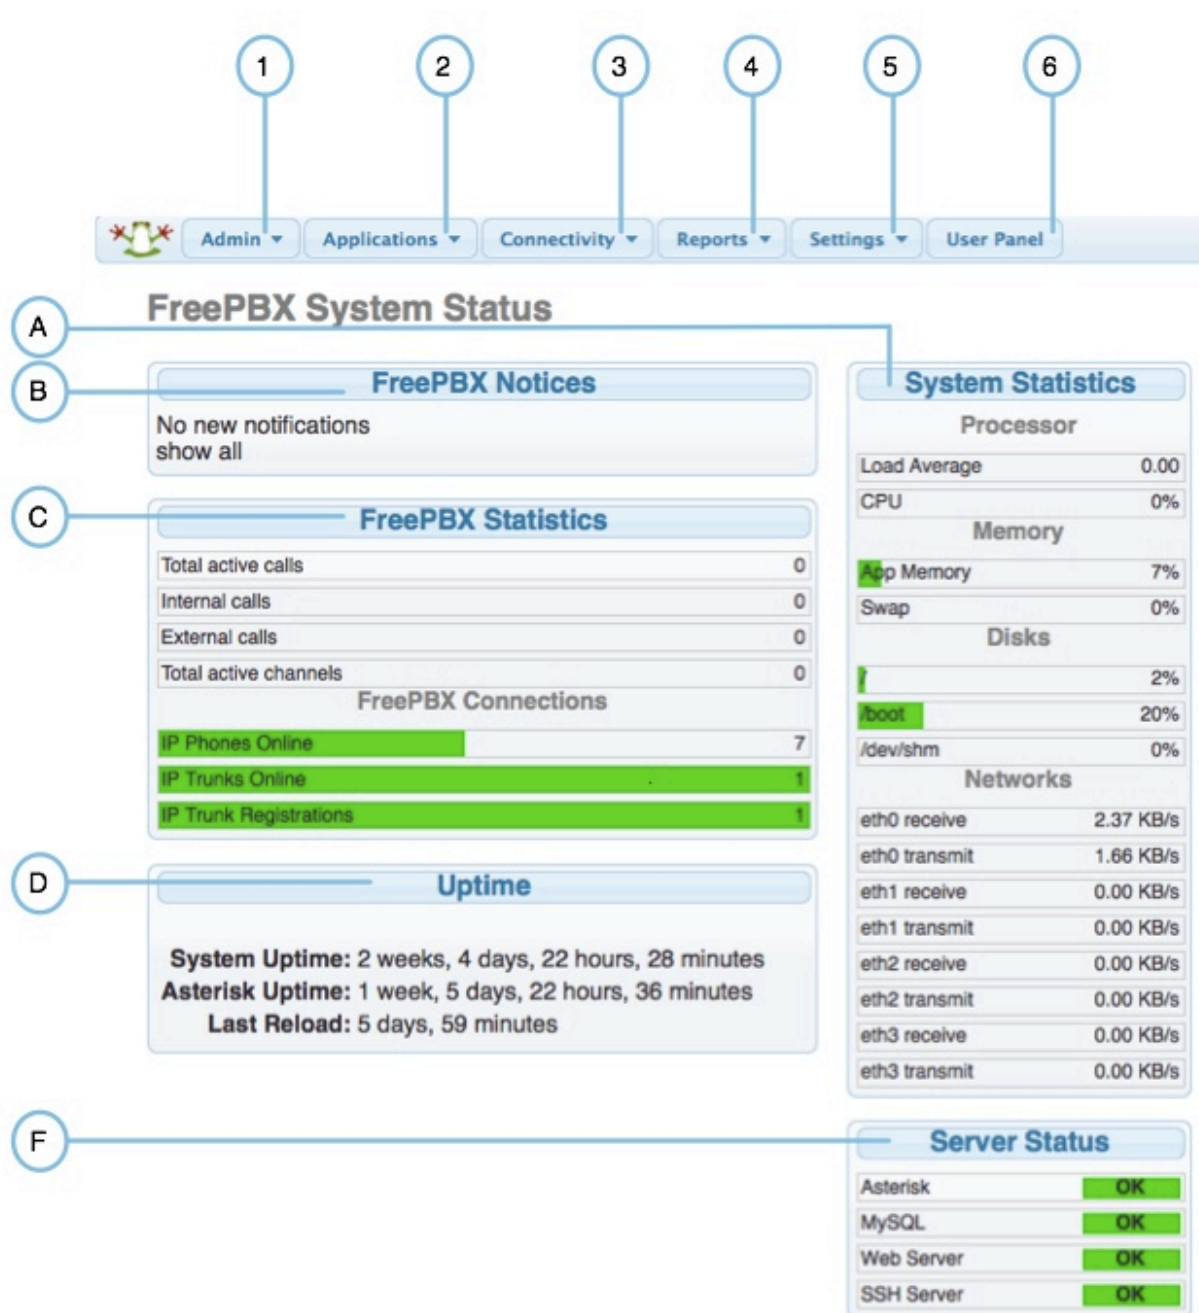 1 2 3 4 5 6
Admin Applications Connectivity Reports Settings User Panel
A
FreePBX System Status
B
FreePBX Notices
No new notifications
show all
C
FreePBX Statistics
Total active calls 0
Internal calls 0
External calls 0
Total active channels 0
FreePBX Connections
IP Phones Online 7
IP Trunks Online 1
IP Trunk Registrations 1
D
Uptime
System Uptime: 2 weeks, 4 days, 22 hours, 28 minutes
Asterisk Uptime: 1 week, 5 days, 22 hours, 36 minutes
Last Reload: 5 days, 59 minutes
System Statistics
Processor
Load Average 0.00
CPU 0%
Memory
App Memory 7%
Swap 0%
Disks
/ 2%
/boot 20%
/dev/shm 0%
Networks
eth0 receive 2.37 KB/s
eth0 transmit 1.66 KB/s
eth1 receive 0.00 KB/s
eth1 transmit 0.00 KB/s
eth2 receive 0.00 KB/s
eth2 transmit 0.00 KB/s
eth3 receive 0.00 KB/s
eth3 transmit 0.00 KB/s
F
Server Status
Asterisk OK
MySQL OK
Web Server OK
SSH Server OK